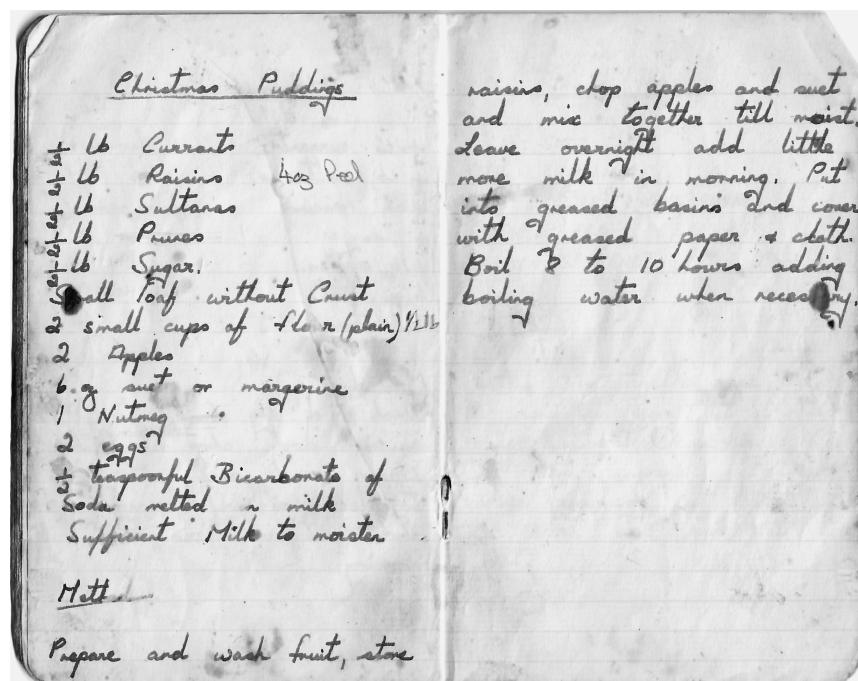 Christmas Puddings
½ lb Currants
½ lb Raisins 4oz Peel
½ lb Sultanas
½ lb Prunes
½ lb Sugar.
Small loaf without Crust
2 small cups of flour (plain) 1/2 lb
2 Apples
6.oz suet or margerine
1 Nutmeg
2 eggs
½ teaspoonful Bicarbonate of
Soda melted in milk
Sufficient Milk to moisten
Meth
Prepare and wash fruit, stone
raisins, chop apples and suet
and mix together till moist.
Leave overnight add little
more milk in morning. Put
into greased basins and cover
with greased paper & cloth.
Boil 8 to 10 hours adding
boiling water when necessary.